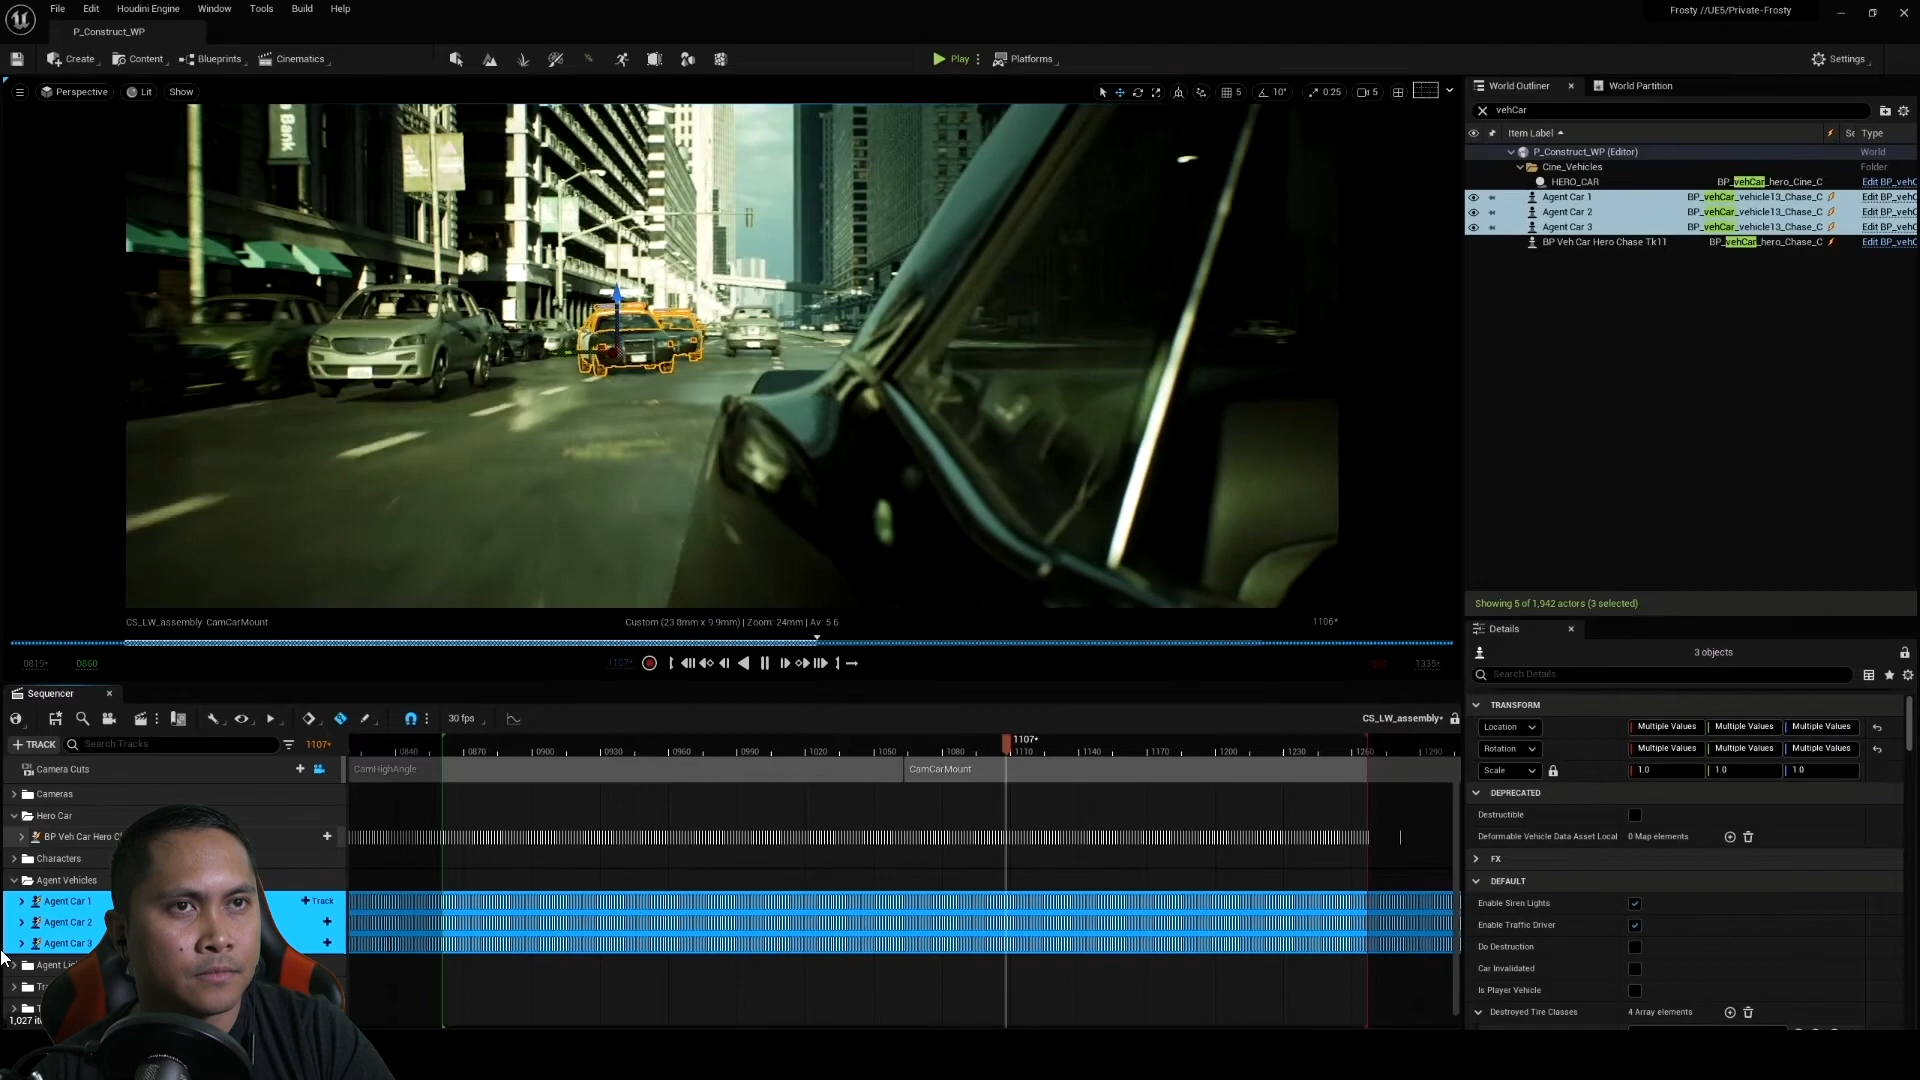 File Edit Window Houdini Engine Tools Build Help
Frosty //UE5/Private-Frosty
P_Construct_WP
Create Content Blueprints Cinematics Play Platforms Settings
Perspective Lit Show
5 10° 0.25 5
Bank
CS_LW_assembly CamCarMount
Custom (23.8mm x 9.9mm) | Zoom: 24mm | Av: 5.6
1106*
0819* 0860 1107* 1335*
World Outliner World Partition
vehCar
Item Label Type
P_Construct_WP (Editor) World
Cine_Vehicles Folder
HERO_CAR BP_vehCar_hero_Cine_C Edit BP_vehC
Agent Car 1 BP_vehCar_vehicle13_Chase_C Edit BP_vehC
Agent Car 2 BP_vehCar_vehicle13_Chase_C Edit BP_vehC
Agent Car 3 BP_vehCar_vehicle13_Chase_C Edit BP_vehC
BP Veh Car Hero Chase Tk11 BP_vehCar_hero_Chase_C Edit BP_vehC
Showing 5 of 1,942 actors (3 selected)
Details
3 objects
Search Details
TRANSFORM
Location Multiple Values Multiple Values Multiple Values
Rotation Multiple Values Multiple Values Multiple Values
Scale 1.0 1.0 1.0
DEPRECATED
Destructible
Deformable Vehicle Data Asset Local 0 Map elements
FX
DEFAULT
Enable Siren Lights
Enable Traffic Driver
Do Destruction
Car Invalidated
Is Player Vehicle
Destroyed Tire Classes 4 Array elements
Sequencer
30 fps
CS_LW_assembly*
TRACK Search Tracks 1107*
1107*
0840 0870 0900 0930 0960 0990 1020 1050 1080 1110 1140 1170 1200 1230 1260 1290
Camera Cuts CamHighAngle CamCarMount
Cameras
Hero Car
BP Veh Car Hero
Characters
Agent Vehicles
Agent Car 1 Track
Agent Car 2
Agent Car 3
Agent
1,027